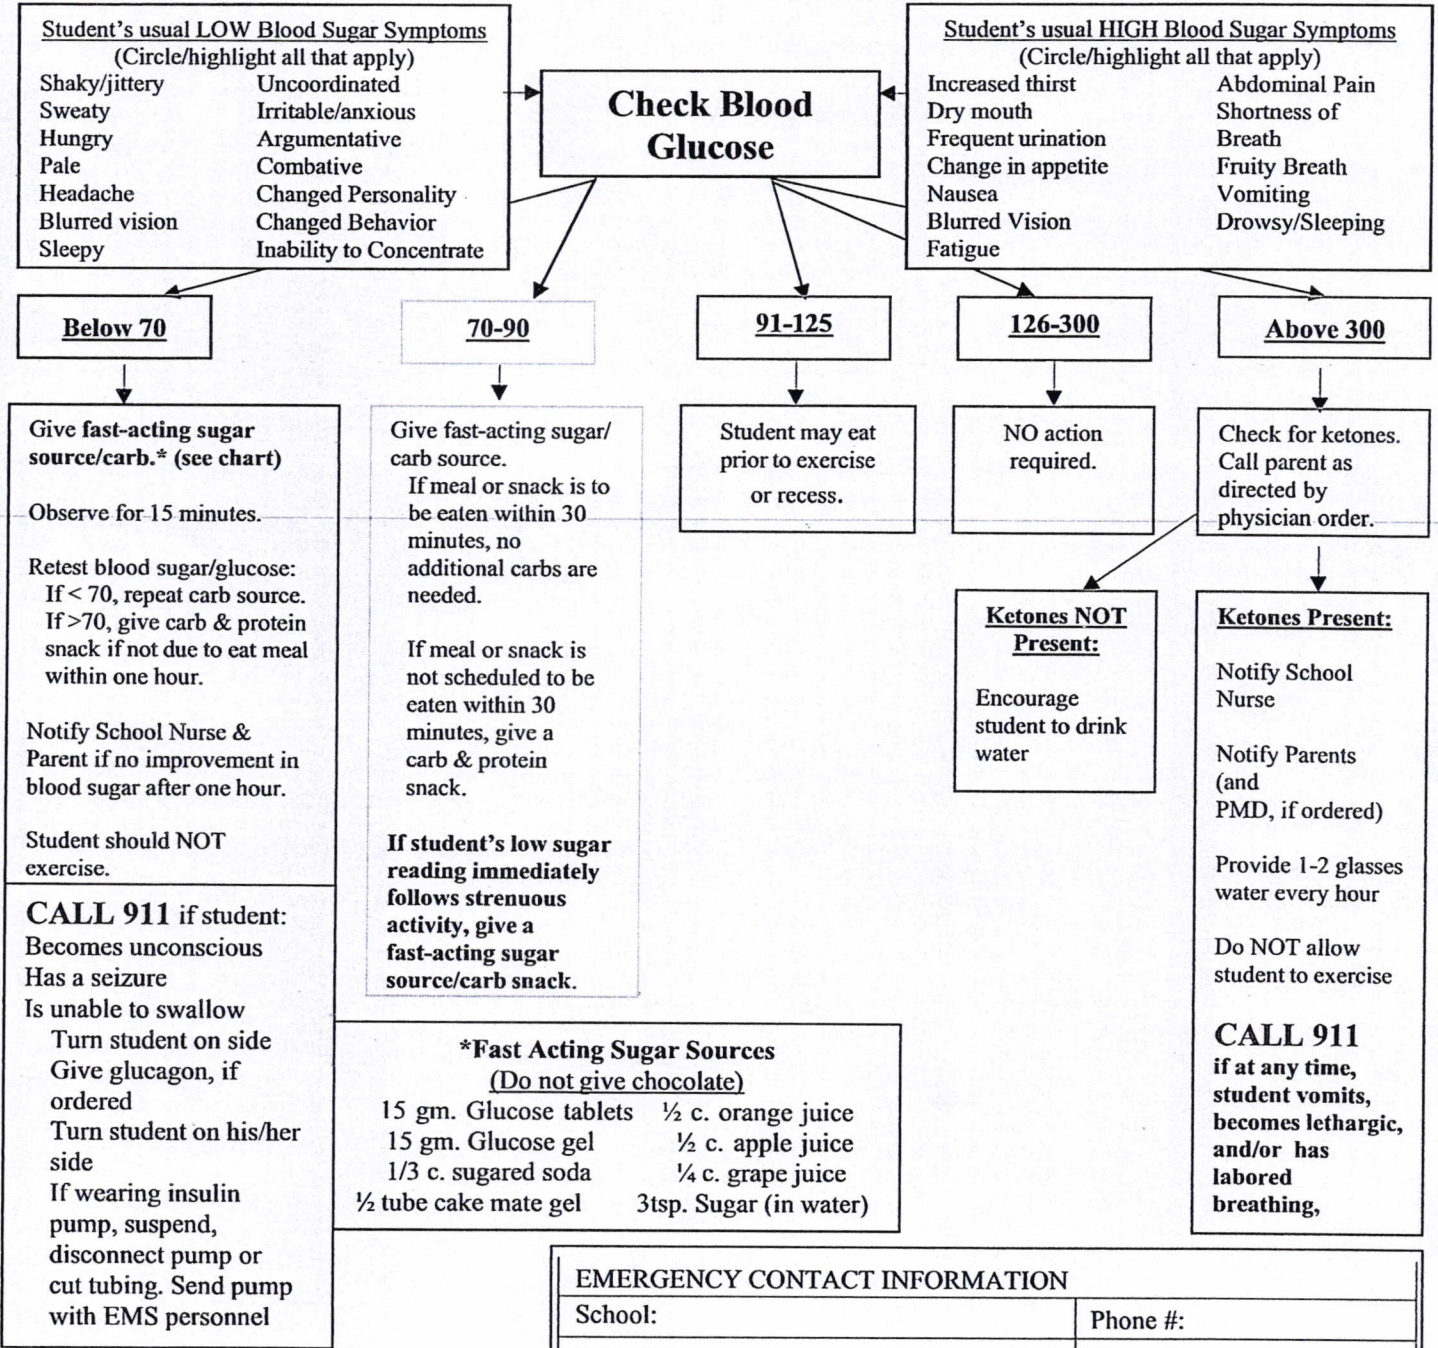 Student's usual LOW Blood Sugar Symptoms
(Circle/highlight all that apply)
Shaky/jittery Uncoordinated
Sweaty Irritable/anxious
Hungry Argumentative
Pale Combative
Headache Changed Personality
Blurred vision Changed Behavior
Sleepy Inability to Concentrate
Check Blood
Glucose
Student's usual HIGH Blood Sugar Symptoms
(Circle/highlight all that apply)
Increased thirst Abdominal Pain
Dry mouth Shortness of
Frequent urination Breath
Change in appetite Fruity Breath
Nausea Vomiting
Blurred Vision Drowsy/Sleeping
Fatigue
Below 70
70-90
91-125
126-300
Above 300
Give fast-acting sugar
source/carb.* (see chart)
Observe for 15 minutes.
Retest blood sugar/glucose:
If < 70, repeat carb source.
If >70, give carb & protein
snack if not due to eat meal
within one hour.
Notify School Nurse &
Parent if no improvement in
blood sugar after one hour.
Student should NOT
exercise.
CALL 911 if student:
Becomes unconscious
Has a seizure
Is unable to swallow
Turn student on side
Give glucagon, if
ordered
Turn student on his/her
side
If wearing insulin
pump, suspend,
disconnect pump or
cut tubing. Send pump
with EMS personnel
Give fast-acting sugar/
carb source.
If meal or snack is to
be eaten within 30
minutes, no
additional carbs are
needed.
If meal or snack is
not scheduled to be
eaten within 30
minutes, give a
carb & protein
snack.
If student's low sugar
reading immediately
follows strenuous
activity, give a
fast-acting sugar
source/carb snack.
Student may eat
prior to exercise
or recess.
NO action
required.
Check for ketones.
Call parent as
directed by
physician order.
Ketones NOT
Present:
Encourage
student to drink
water
Ketones Present:
Notify School
Nurse
Notify Parents
(and
PMD, if ordered)
Provide 1-2 glasses
water every hour
Do NOT allow
student to exercise
CALL 911
if at any time,
student vomits,
becomes lethargic,
and/or has
labored
breathing,
*Fast Acting Sugar Sources
(Do not give chocolate)
15 gm. Glucose tablets ½ c. orange juice
15 gm. Glucose gel ½ c. apple juice
1/3 c. sugared soda ¼ c. grape juice
½ tube cake mate gel 3tsp. Sugar (in water)
EMERGENCY CONTACT INFORMATION
School: Phone #: